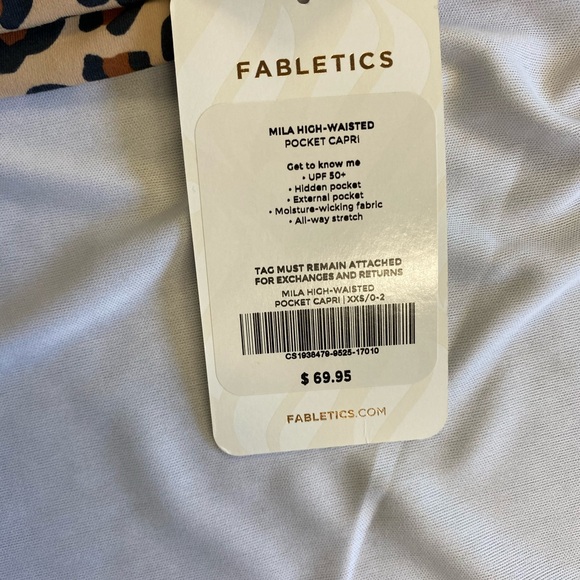 FABLETICS
MILA HIGH-WAISTED
POCKET CAPRI
Get to know me
• UPF 50+
• Hidden pocket
• External pocket
• Moisture-wicking fabric
• All-way stretch
TAG MUST REMAIN ATTACHED
FOR EXCHANGES AND RETURNS
MILA HIGH-WAISTED
POCKET CAPRI | XXS/0-2
CS1938479-9525-17010
$ 69.95
FABLETICS.COM